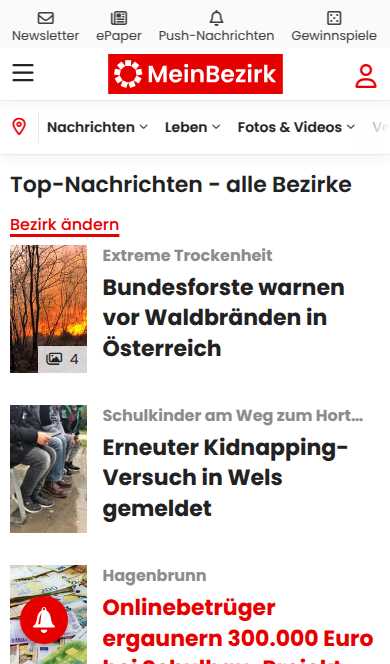 Newsletter ePaper Push-Nachrichten Gewinnspiele
MeinBezirk
Nachrichten Leben Fotos & Videos
Top-Nachrichten - alle Bezirke
Bezirk ändern
Extreme Trockenheit
Bundesforste warnen
vor Waldbränden in
Österreich
4
Schulkinder am Weg zum Hort...
Erneuter Kidnapping-
Versuch in Wels
gemeldet
Hagenbrunn
Onlinebetrüger
ergaunern 300.000 Euro